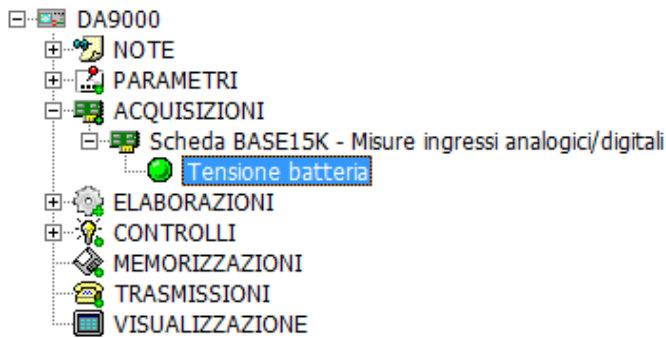 DA9000
NOTE
PARAMETRI
ACQUISIZIONI
Scheda BASE15K - Misure ingressi analogici/digitali
Tensione batteria
ELABORAZIONI
CONTROLLI
MEMORIZZAZIONI
TRASMISSIONI
VISUALIZZAZIONE